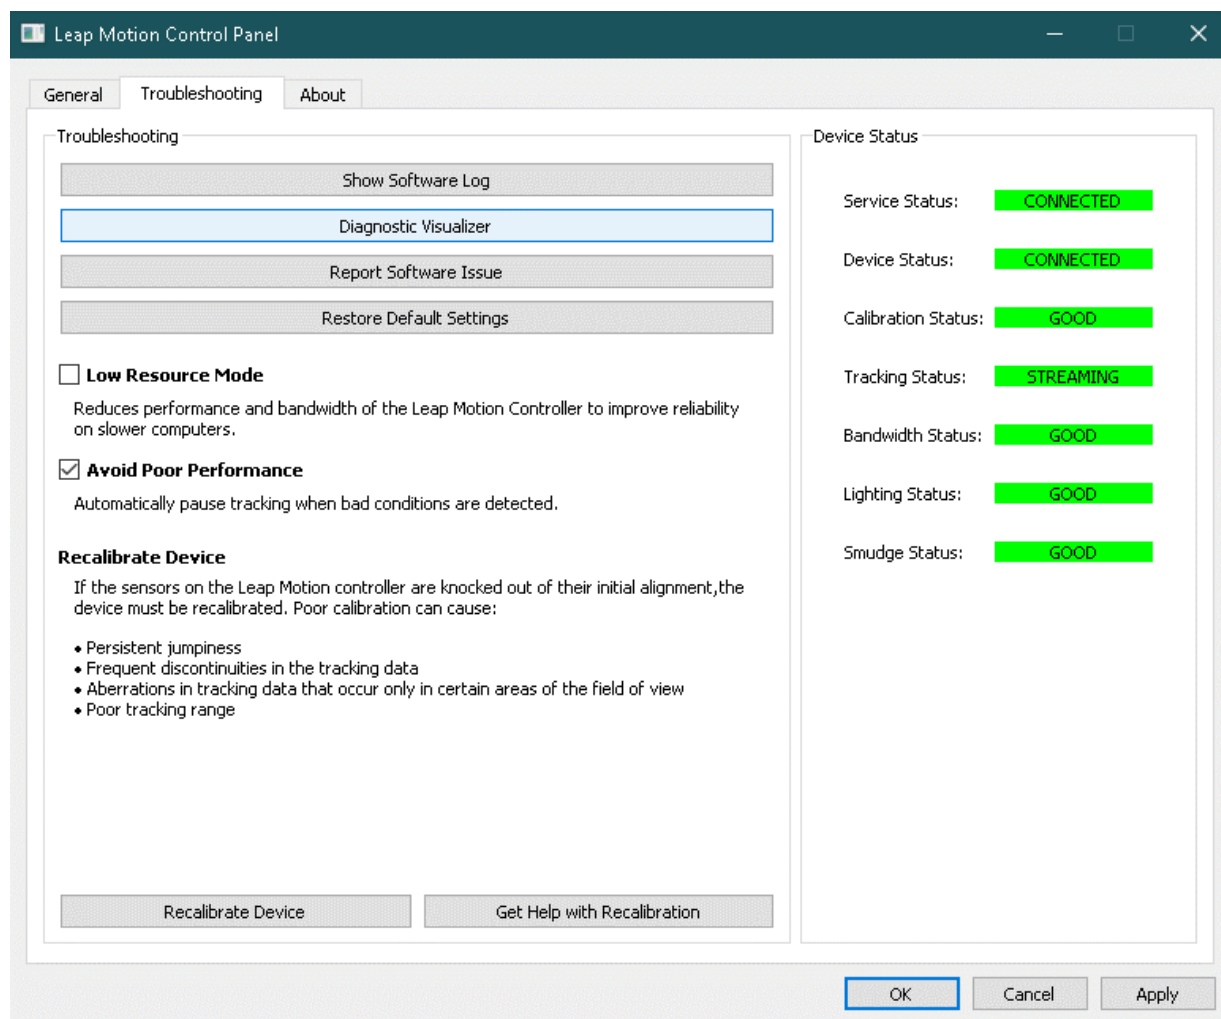 Leap Motion Control Panel
General
Troubleshooting
About
Troubleshooting
Show Software Log
Diagnostic Visualizer
Report Software Issue
Restore Default Settings
Low Resource Mode
Reduces performance and bandwidth of the Leap Motion Controller to improve reliability
on slower computers.
Avoid Poor Performance
Automatically pause tracking when bad conditions are detected.
Recalibrate Device
If the sensors on the Leap Motion controller are knocked out of their initial alignment,the
device must be recalibrated. Poor calibration can cause:
• Persistent jumpiness
• Frequent discontinuities in the tracking data
• Aberrations in tracking data that occur only in certain areas of the field of view
• Poor tracking range
Recalibrate Device
Get Help with Recalibration
Device Status
Service Status: CONNECTED
Device Status: CONNECTED
Calibration Status: GOOD
Tracking Status: STREAMING
Bandwidth Status: GOOD
Lighting Status: GOOD
Smudge Status: GOOD
OK
Cancel
Apply